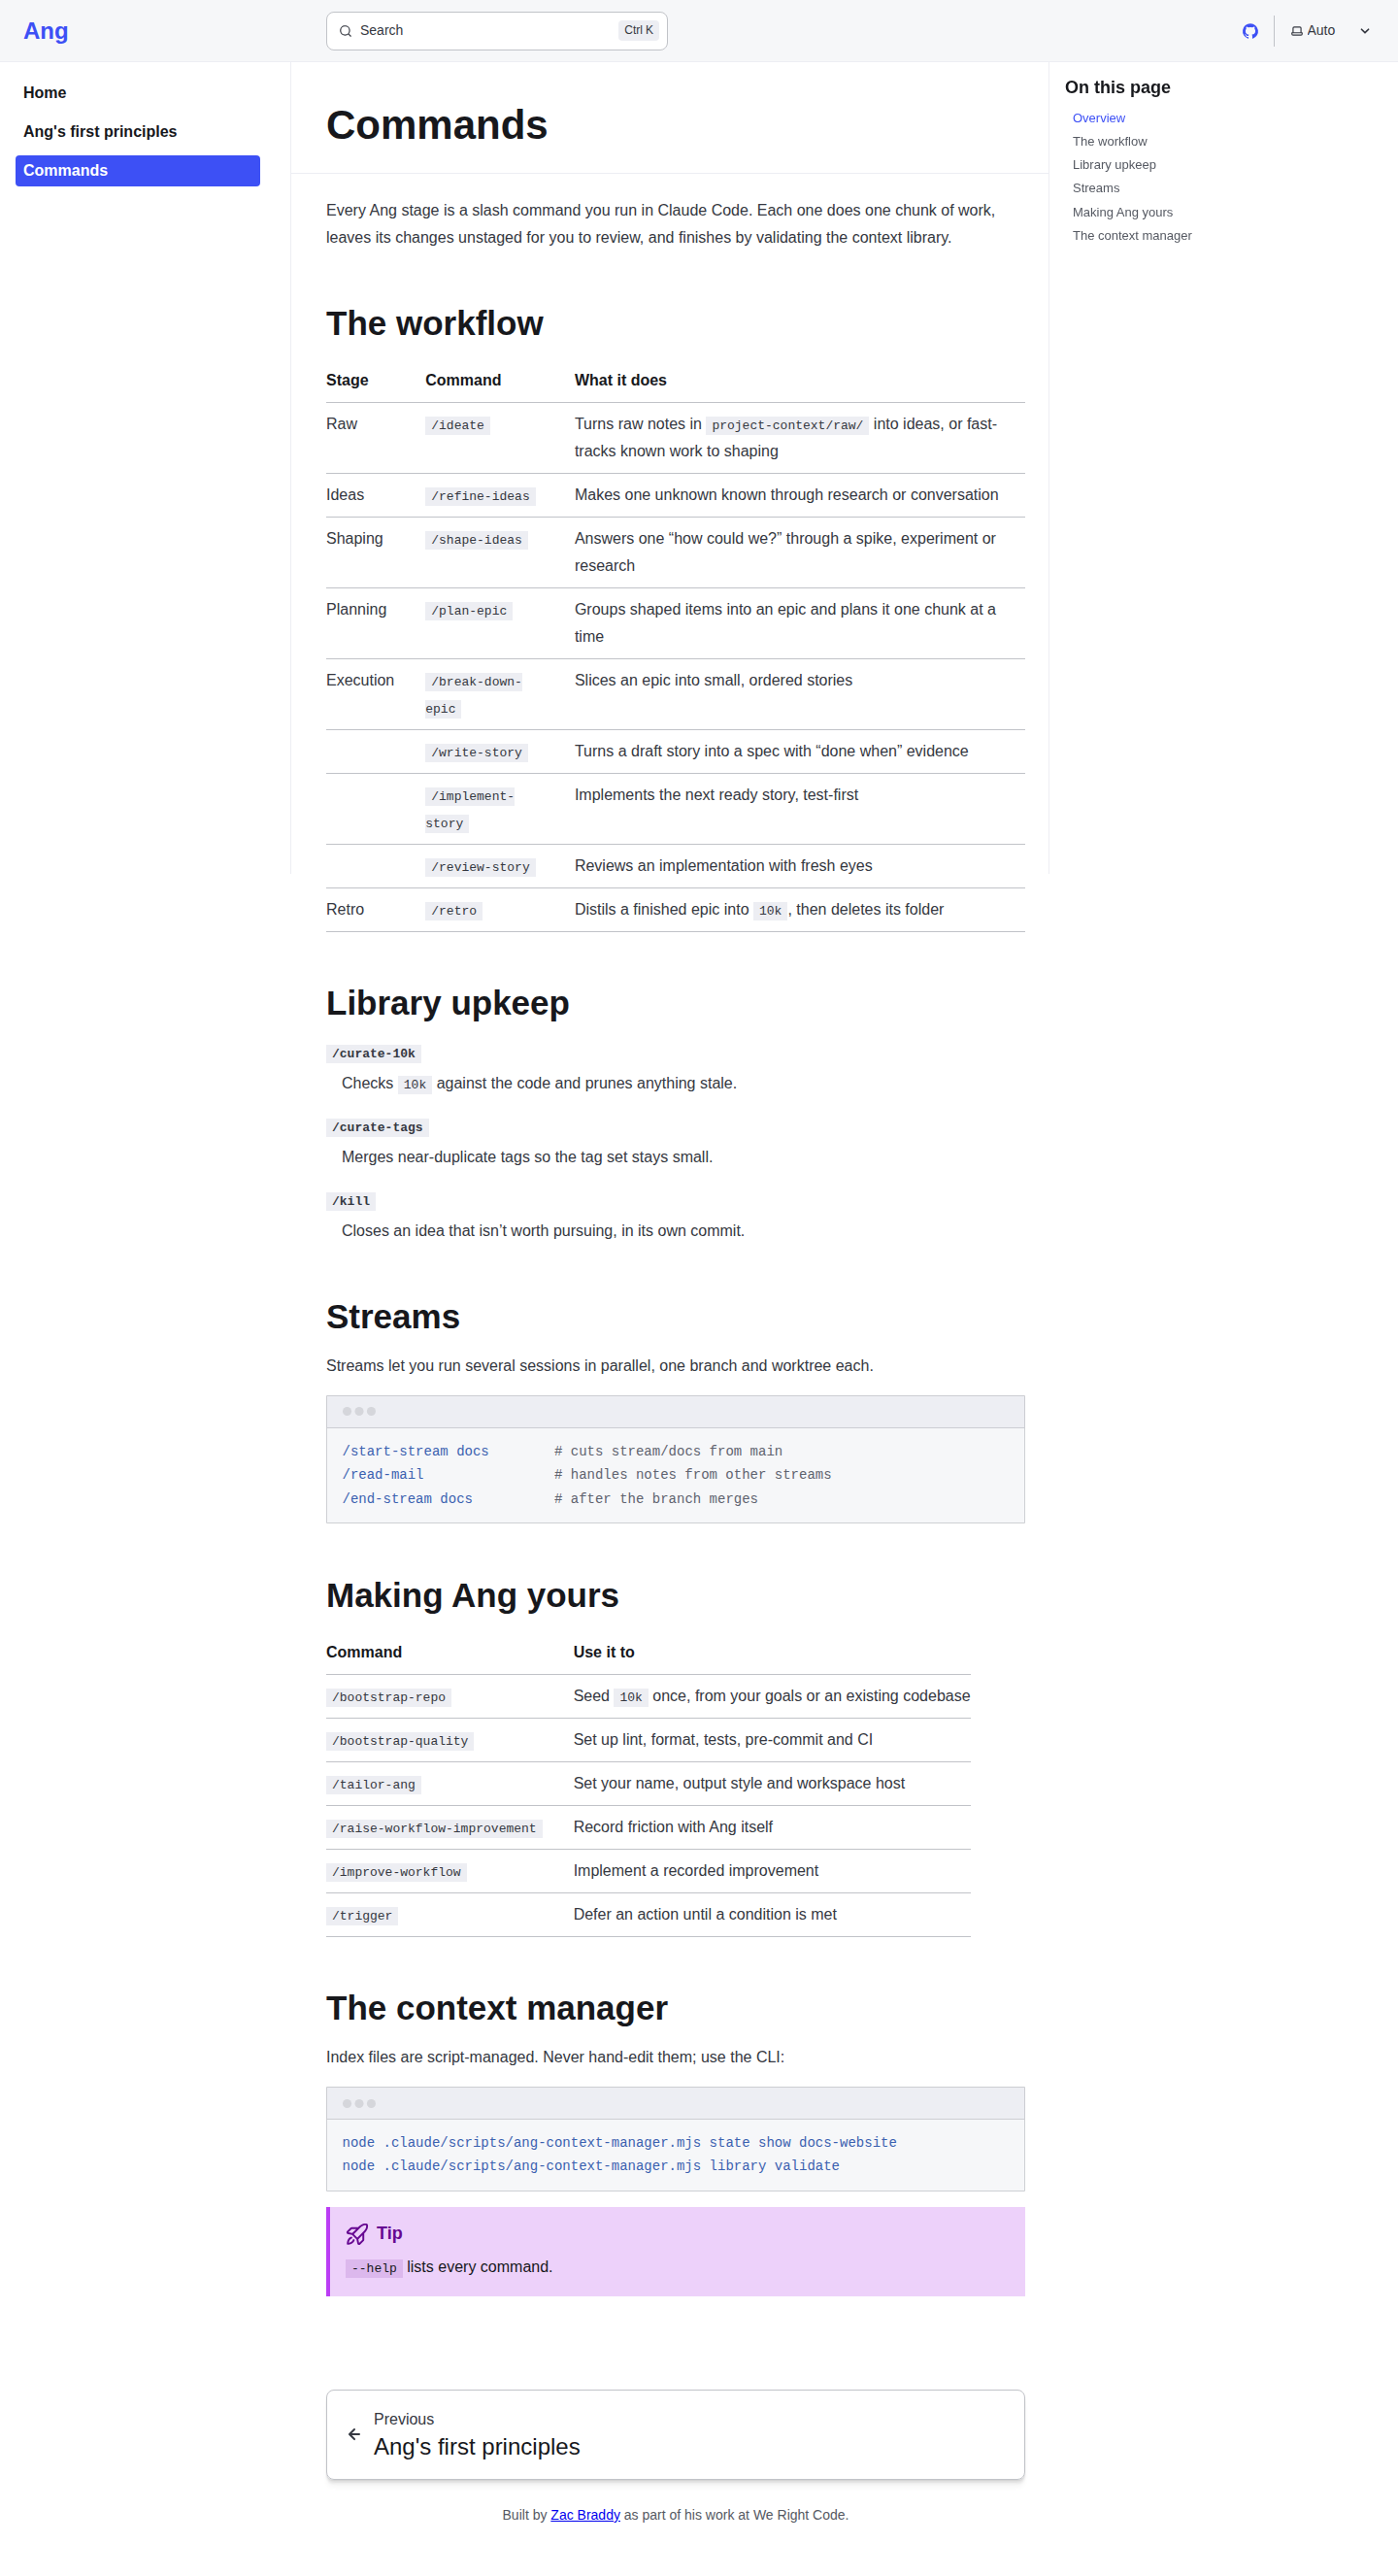 Ang
Search
Ctrl K
Auto
Home
Ang's first principles
Commands
On this page
Overview
The workflow
Library upkeep
Streams
Making Ang yours
The context manager
Commands
Every Ang stage is a slash command you run in Claude Code. Each one does one chunk of work,
leaves its changes unstaged for you to review, and finishes by validating the context library.
The workflow
Stage Command What it does
Raw /ideate Turns raw notes in project-context/raw/ into ideas, or fast-
tracks known work to shaping
Ideas /refine-ideas Makes one unknown known through research or conversation
Shaping /shape-ideas Answers one “how could we?” through a spike, experiment or
research
Planning /plan-epic Groups shaped items into an epic and plans it one chunk at a
time
Execution /break-down- Slices an epic into small, ordered stories
epic
/write-story Turns a draft story into a spec with “done when” evidence
/implement- Implements the next ready story, test-first
story
/review-story Reviews an implementation with fresh eyes
Retro /retro Distils a finished epic into 10k, then deletes its folder
Library upkeep
/curate-10k
Checks 10k against the code and prunes anything stale.
/curate-tags
Merges near-duplicate tags so the tag set stays small.
/kill
Closes an idea that isn’t worth pursuing, in its own commit.
Streams
Streams let you run several sessions in parallel, one branch and worktree each.
/start-stream docs # cuts stream/docs from main
/read-mail # handles notes from other streams
/end-stream docs # after the branch merges
Making Ang yours
Command Use it to
/bootstrap-repo Seed 10k once, from your goals or an existing codebase
/bootstrap-quality Set up lint, format, tests, pre-commit and CI
/tailor-ang Set your name, output style and workspace host
/raise-workflow-improvement Record friction with Ang itself
/improve-workflow Implement a recorded improvement
/trigger Defer an action until a condition is met
The context manager
Index files are script-managed. Never hand-edit them; use the CLI:
node .claude/scripts/ang-context-manager.mjs state show docs-website
node .claude/scripts/ang-context-manager.mjs library validate
Tip
--help lists every command.
Previous
Ang's first principles
Built by Zac Braddy as part of his work at We Right Code.